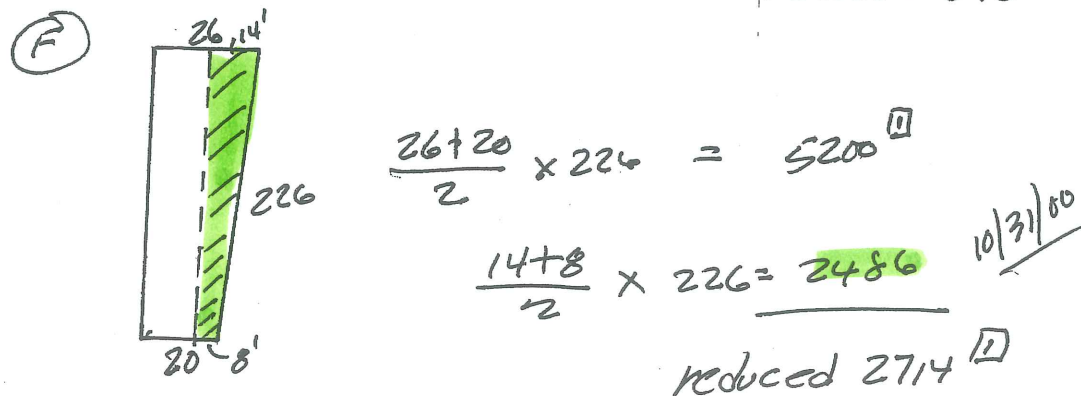 F
26, 14'
26+20/2 × 226 = 5200
226
14+8/2 × 226 = 2486
10/31/00
20 8'
reduced 2714